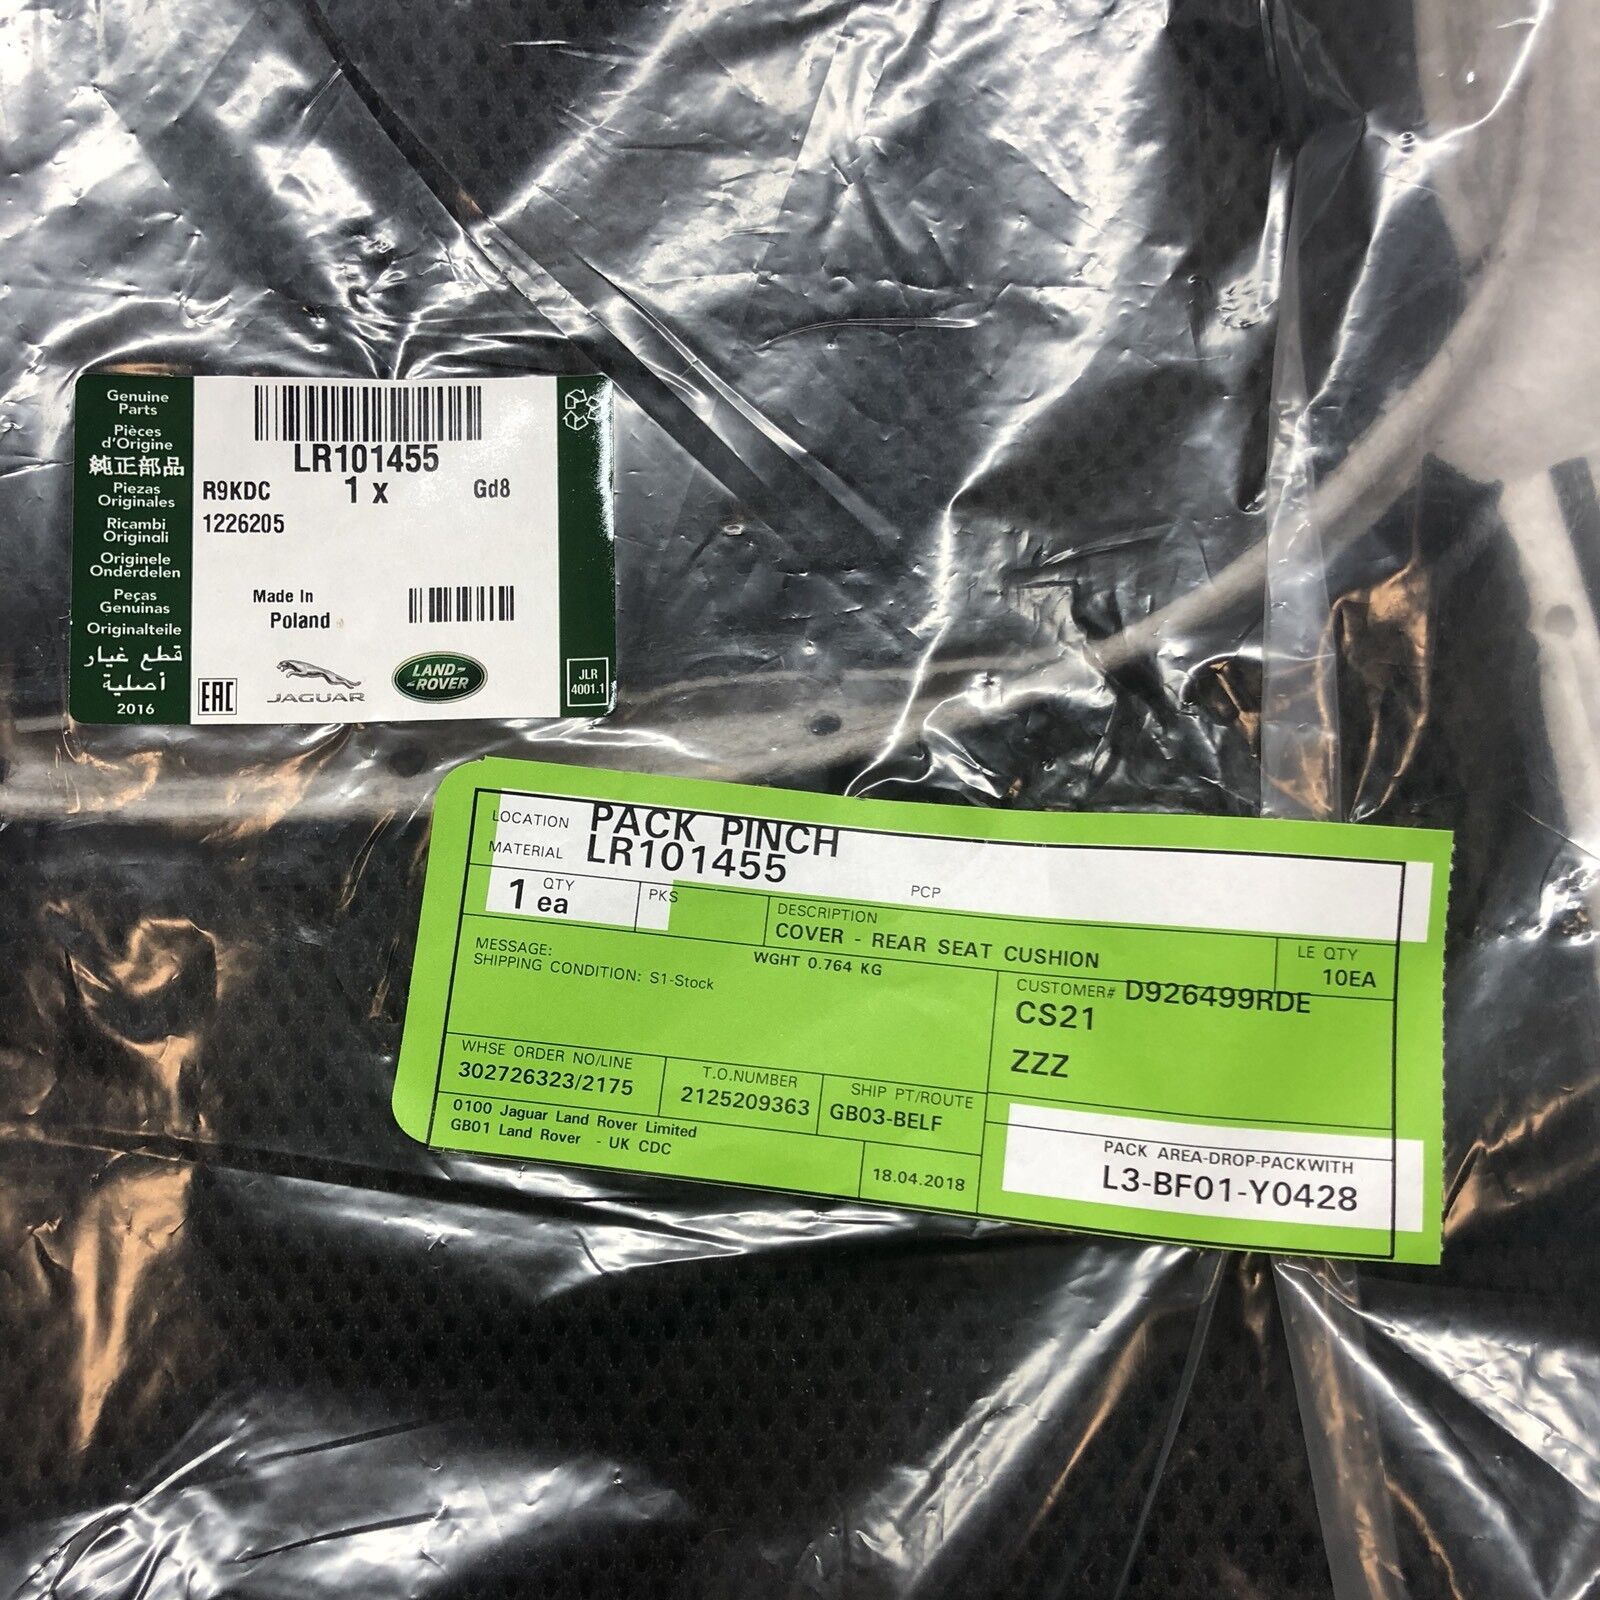 Genuine
Parts
Pièces
d'Origine
純正部品
Piezas
Originales
Ricambi
Originali
Originele
Onderdelen
Peças
Genuinas
Originalteile
قطع غيار
أصلية
2016
LR101455
R9KDC 1 x Gd8
1226205
Made In
Poland
EAC
JAGUAR
LAND-
-ROVER
JLR
4001.1
LOCATION PACK PINCH
MATERIAL LR101455
PCP
QTY
1 ea
PKS
DESCRIPTION
COVER - REAR SEAT CUSHION
LE QTY
10EA
MESSAGE:
WGHT 0.764 KG
SHIPPING CONDITION: S1-Stock
CUSTOMER# D926499RDE
CS21
ZZZ
WHSE ORDER NO/LINE
302726323/2175
T.O.NUMBER
2125209363
SHIP PT/ROUTE
GB03-BELF
0100 Jaguar Land Rover Limited
GB01 Land Rover - UK CDC
18.04.2018
PACK AREA-DROP-PACKWITH
L3-BF01-Y0428